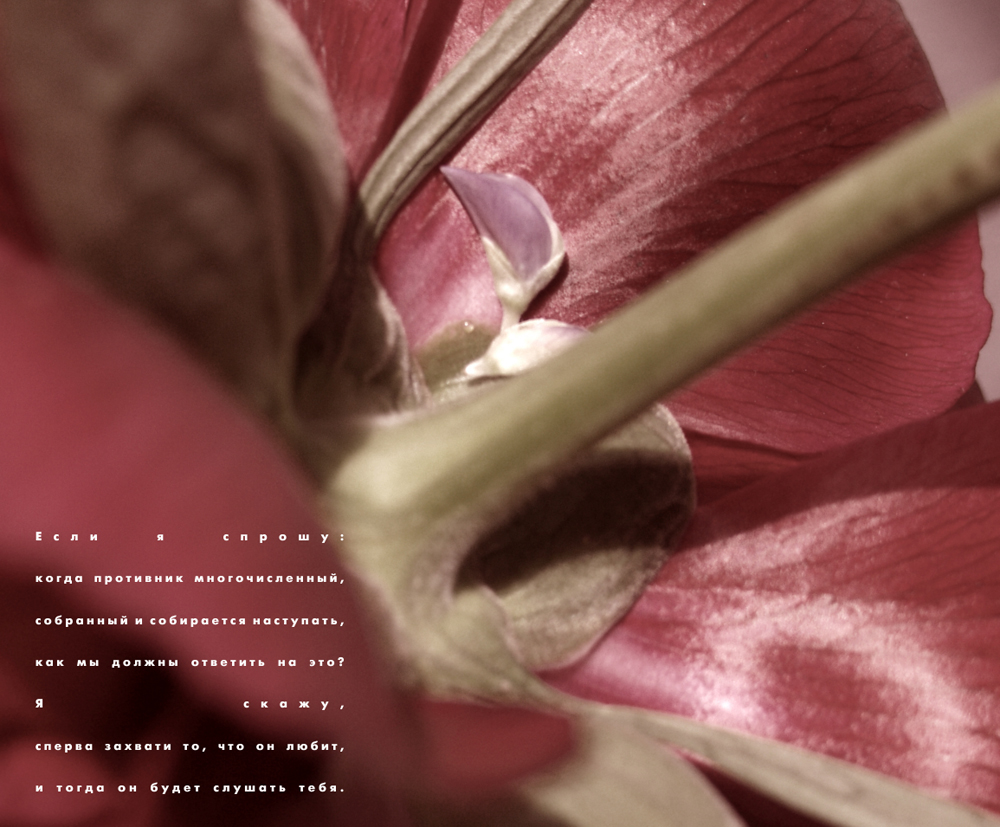 Если я спрошу:
когда противник многочисленный,
собранный и собирается наступать,
как мы должны ответить на это?
Я скажу,
сперва захвати то, что он любит,
и тогда он будет слушать тебя.